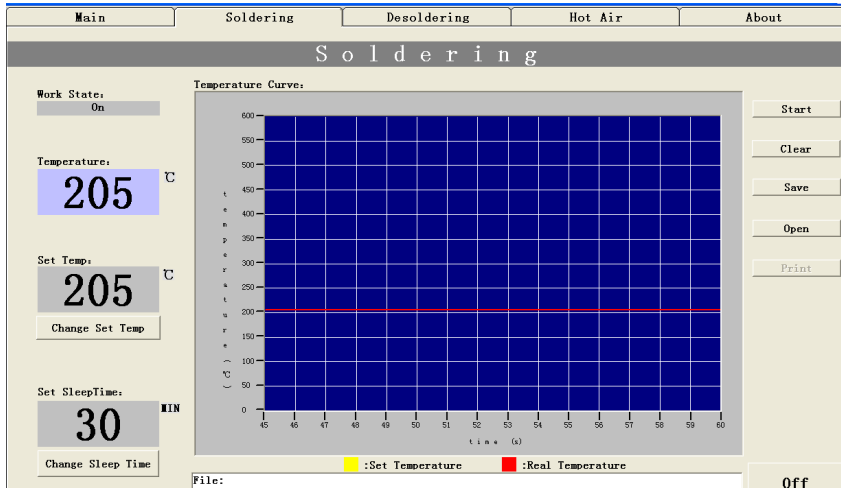 Main Soldering Desoldering Hot Air About
Soldering
Work State:
On
Temperature:
205 ℃
Set Temp:
205 ℃
Change Set Temp
Set SleepTime:
30 MIN
Change Sleep Time
Temperature Curve:
600
550
500
450
400
350
300
250
200
150
100
50
0
temperature(℃)
45 46 47 48 49 50 51 52 53 54 55 56 57 58 59 60
time (s)
:Set Temperature :Real Temperature
File:
Start
Clear
Save
Open
Print
Off